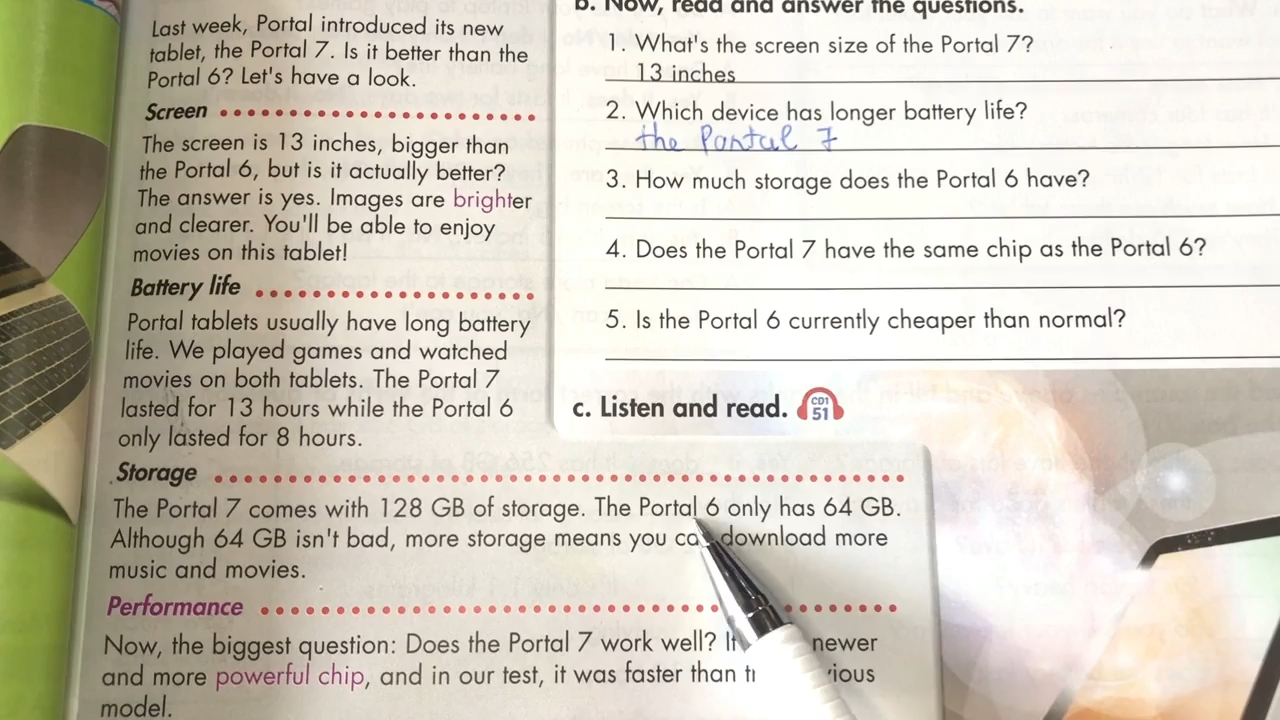 Last week, Portal introduced its new
tablet, the Portal 7. Is it better than the
Portal 6? Let's have a look.
Screen
The screen is 13 inches, bigger than
the Portal 6, but is it actually better?
The answer is yes. Images are brighter
and clearer. You'll be able to enjoy
movies on this tablet!
Battery life
Portal tablets usually have long battery
life. We played games and watched
movies on both tablets. The Portal 7
lasted for 13 hours while the Portal 6
only lasted for 8 hours.
Storage
The Portal 7 comes with 128 GB of storage. The Portal 6 only has 64 GB.
Although 64 GB isn't bad, more storage means you ca download more
music and movies.
Performance
Now, the biggest question: Does the Portal 7 work well? It newer
and more powerful chip, and in our test, it was faster than
model.
b. Now, read and answer the questions.
1. What's the screen size of the Portal 7?
13 inches
2. Which device has longer battery life?
the Portal 7
3. How much storage does the Portal 6 have?
4. Does the Portal 7 have the same chip as the Portal 6?
5. Is the Portal 6 currently cheaper than normal?
c. Listen and read.
CD1
51